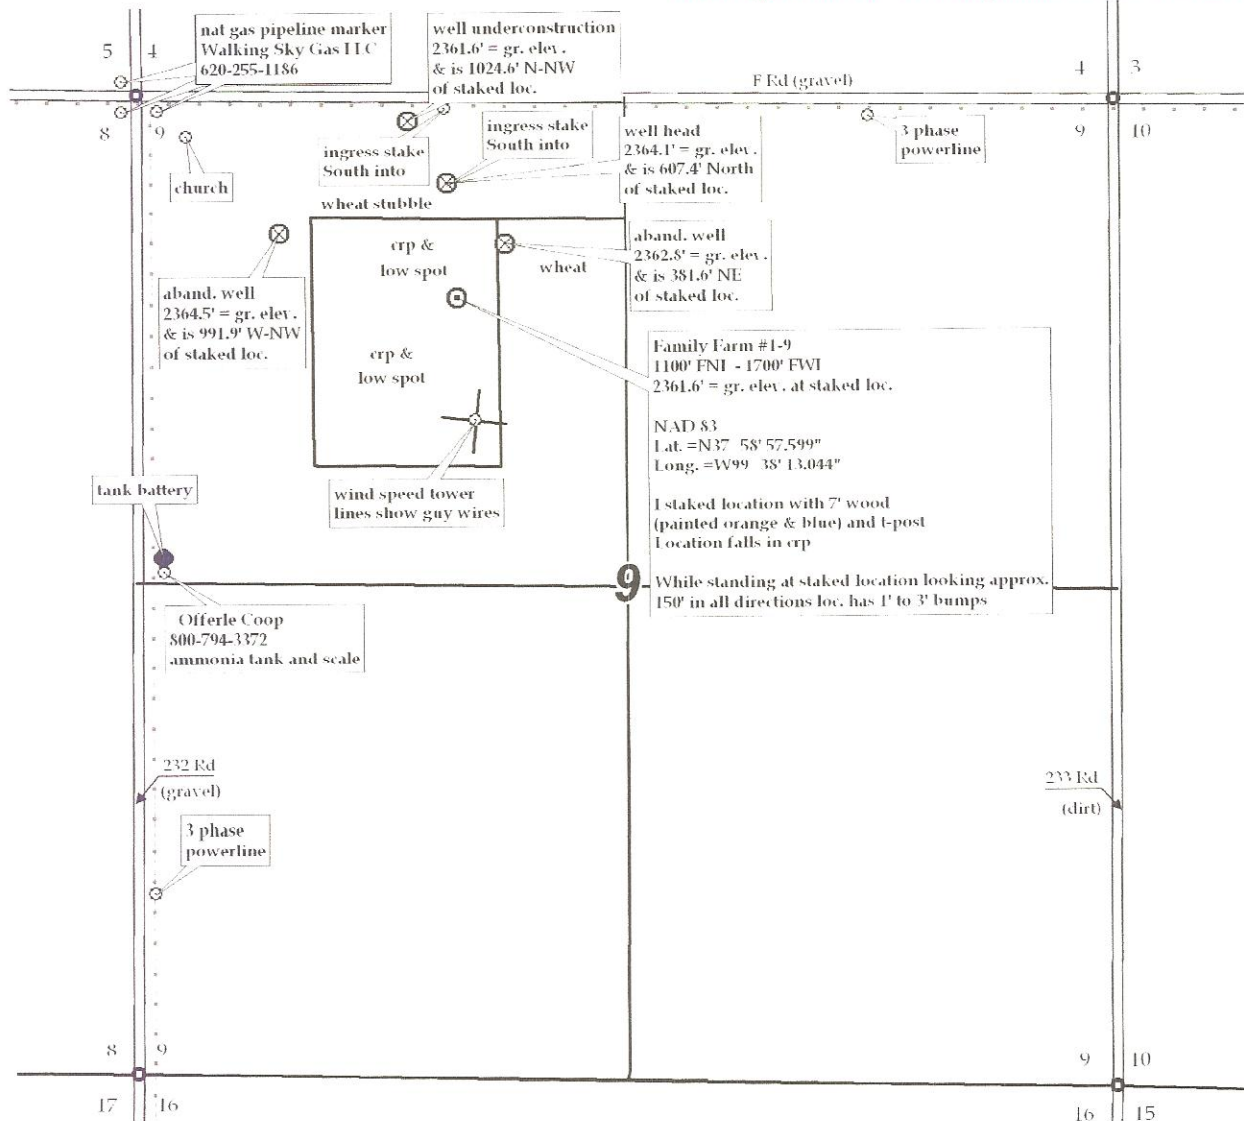 nat gas pipeline marker
Walking Sky Gas LLC
620-255-1186
well underconstruction
2361.6' = gr. elev.
& is 1024.6' N-NW
of staked loc.
5 4
4 3
F Rd (gravel)
8 9
9 10
ingress stake
South into
ingress stake
South into
well head
2364.1' = gr. elev.
& is 607.4' North
of staked loc.
3 phase
powerline
church
wheat stubble
crp &
low spot
wheat
aband. well
2362.8' = gr. elev.
& is 381.6' NE
of staked loc.
aband. well
2364.5' = gr. elev.
& is 991.9' W-NW
of staked loc.
crp &
low spot
Family Farm #1-9
1100' FNL - 1700' FWL
2361.6' = gr. elev. at staked loc.
NAD 83
Lat. =N37 58' 57.599"
Long. =W99 38' 13.044"
I staked location with 7' wood
(painted orange & blue) and t-post
Location falls in crp
While standing at staked location looking approx.
150' in all directions loc. has 1' to 3' bumps
tank battery
wind speed tower
lines show guy wires
9
Offerle Coop
800-794-3372
ammonia tank and scale
232 Rd
(gravel)
233 Rd
(dirt)
3 phase
powerline
8 9
9 10
17 16
16 15